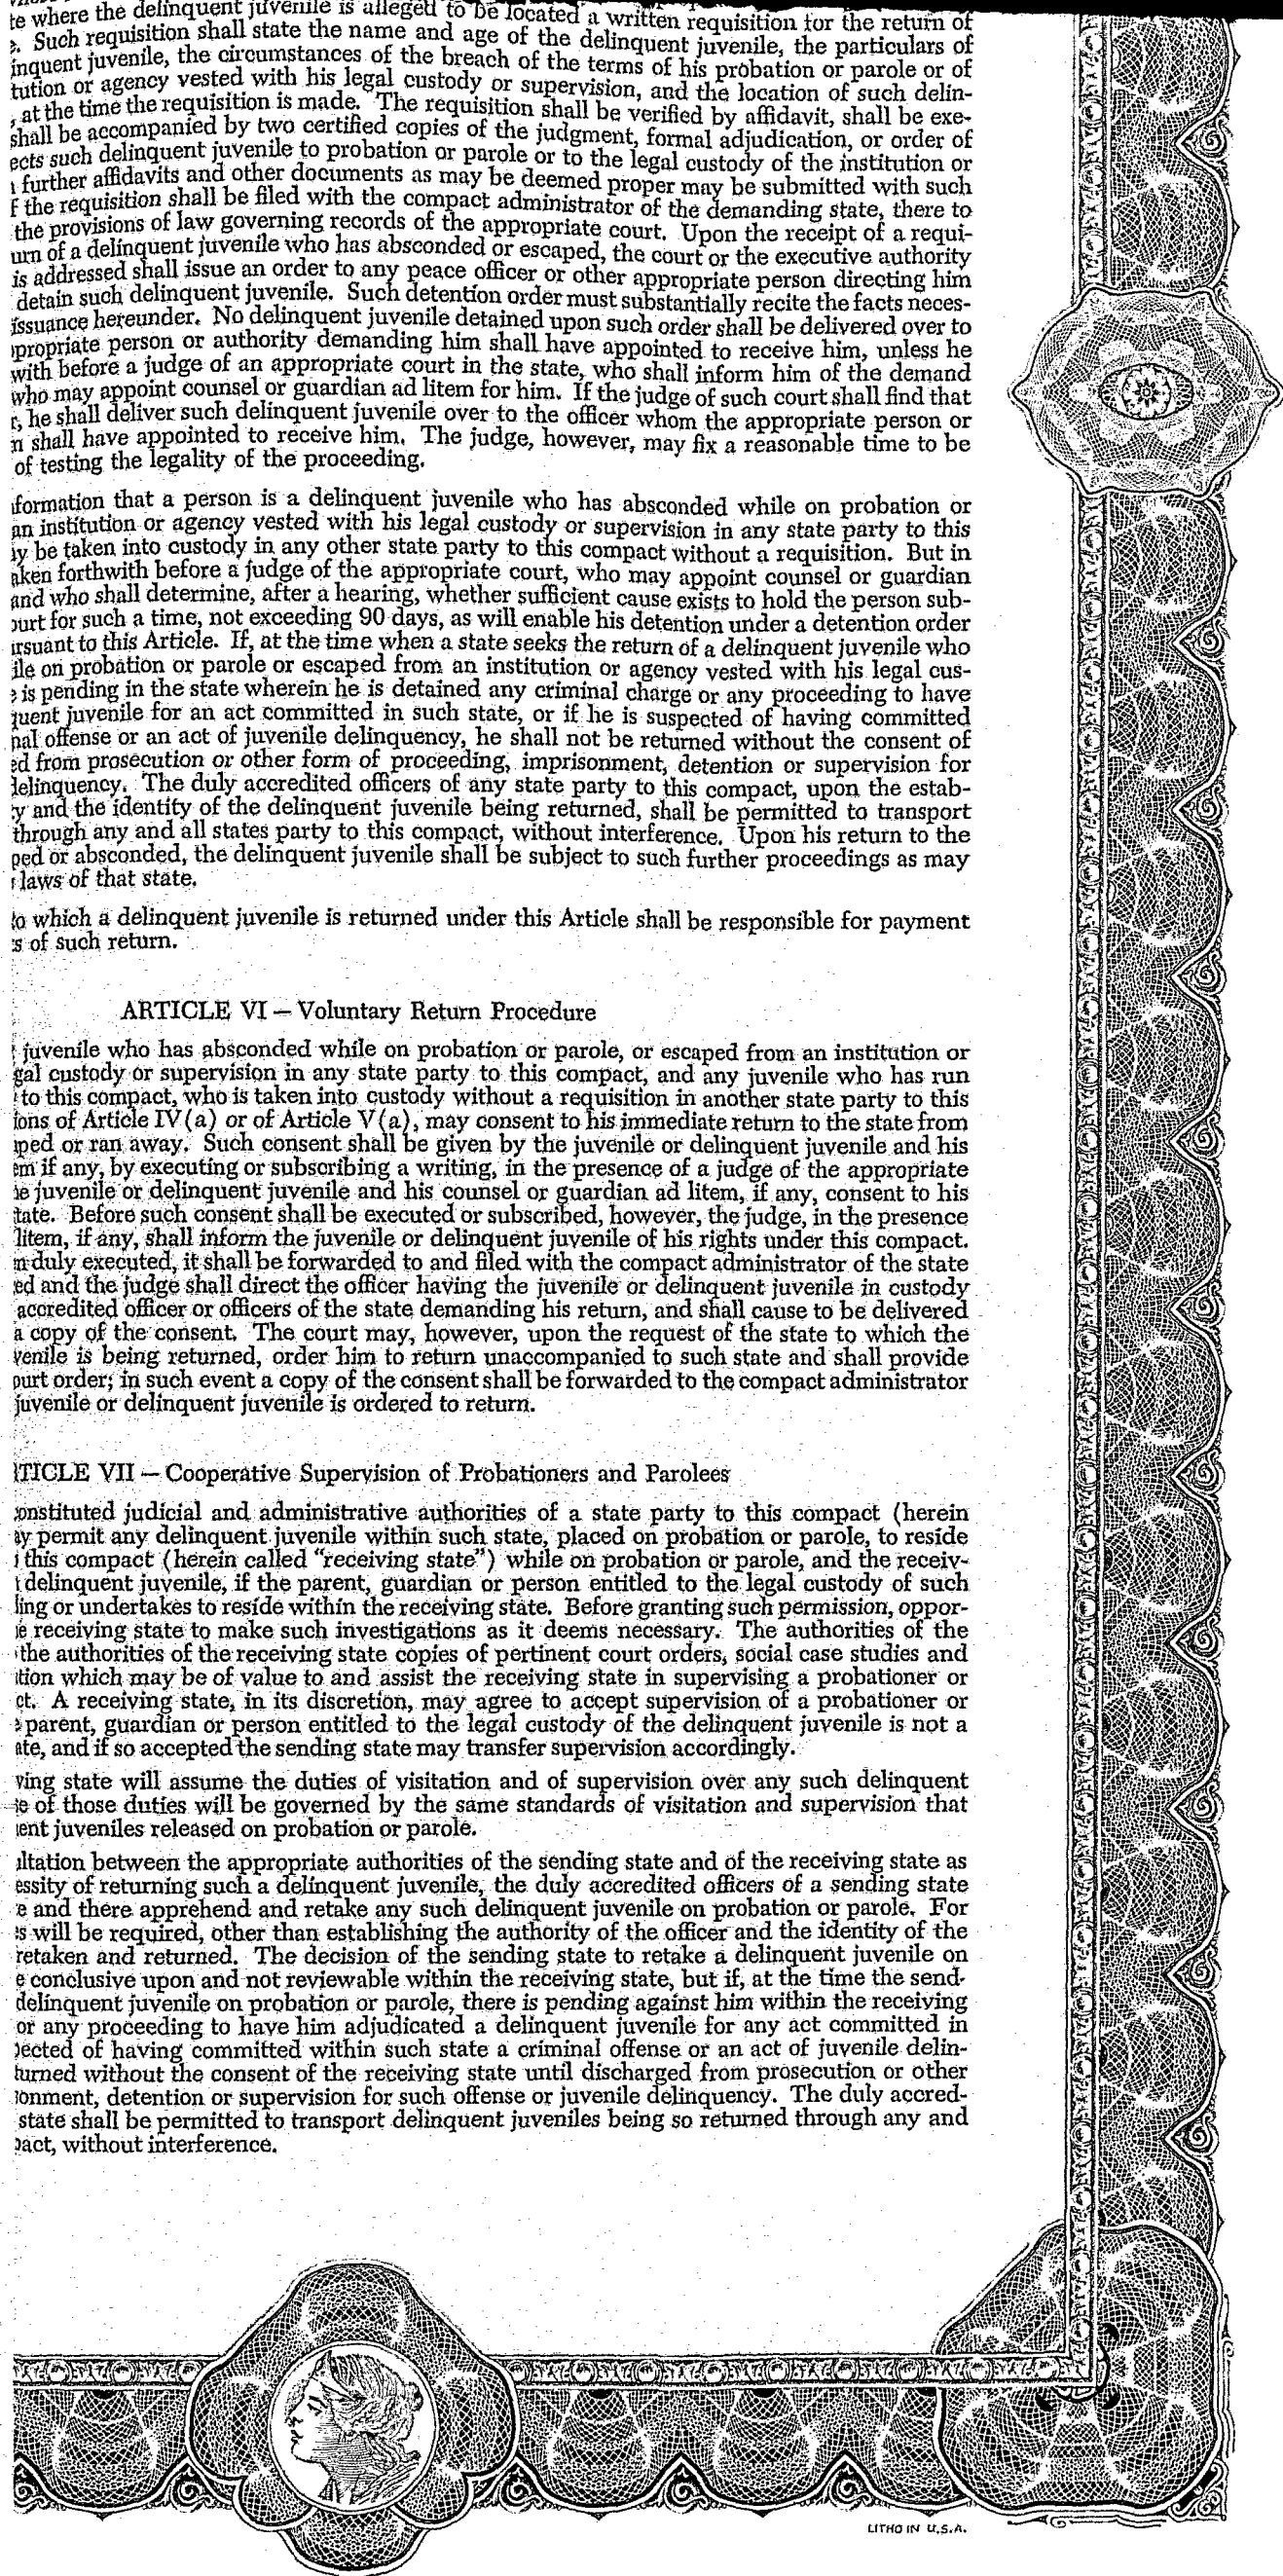 te where the delinquent juvenile is alleged to be located a written requisition for the return of
. Such requisition shall state the name and age of the delinquent juvenile, the particulars of
inquent juvenile, the circumstances of the breach of the terms of his probation or parole or of
tution or agency vested with his legal custody or supervision, and the location of such delin-
, at the time the requisition is made. The requisition shall be verified by affidavit, shall be exe-
shall be accompanied by two certified copies of the judgment, formal adjudication, or order of
ects such delinquent juvenile to probation or parole or to the legal custody of the institution or
further affidavits and other documents as may be deemed proper may be submitted with such
f the requisition shall be filed with the compact administrator of the demanding state, there to
the provisions of law governing records of the appropriate court. Upon the receipt of a requi-
urn of a delinquent juvenile who has absconded or escaped, the court or the executive authority
is addressed shall issue an order to any peace officer or other appropriate person directing him
detain such delinquent juvenile. Such detention order must substantially recite the facts neces-
issuance hereunder. No delinquent juvenile detained upon such order shall be delivered over to
propriate person or authority demanding him shall have appointed to receive him, unless he
with before a judge of an appropriate court in the state, who shall inform him of the demand
who may appoint counsel or guardian ad litem for him. If the judge of such court shall find that
r, he shall deliver such delinquent juvenile over to the officer whom the appropriate person or
n shall have appointed to receive him. The judge, however, may fix a reasonable time to be
of testing the legality of the proceeding.
formation that a person is a delinquent juvenile who has absconded while on probation or
an institution or agency vested with his legal custody or supervision in any state party to this
y be taken into custody in any other state party to this compact without a requisition. But in
aken forthwith before a judge of the appropriate court, who may appoint counsel or guardian
and who shall determine, after a hearing, whether sufficient cause exists to hold the person sub-
ourt for such a time, not exceeding 90 days, as will enable his detention under a detention order
ursuant to this Article. If, at the time when a state seeks the return of a delinquent juvenile who
ile on probation or parole or escaped from an institution or agency vested with his legal cus-
e is pending in the state wherein he is detained any criminal charge or any proceeding to have
quent juvenile for an act committed in such state, or if he is suspected of having committed
nal offense or an act of juvenile delinquency, he shall not be returned without the consent of
ed from prosecution or other form of proceeding, imprisonment, detention or supervision for
delinquency. The duly accredited officers of any state party to this compact, upon the estab-
y and the identity of the delinquent juvenile being returned, shall be permitted to transport
through any and all states party to this compact, without interference. Upon his return to the
ped or absconded, the delinquent juvenile shall be subject to such further proceedings as may
laws of that state.
to which a delinquent juvenile is returned under this Article shall be responsible for payment
s of such return.
ARTICLE VI – Voluntary Return Procedure
juvenile who has absconded while on probation or parole, or escaped from an institution or
gal custody or supervision in any state party to this compact, and any juvenile who has run
to this compact, who is taken into custody without a requisition in another state party to this
ions of Article IV (a) or of Article V (a), may consent to his immediate return to the state from
ped or ran away. Such consent shall be given by the juvenile or delinquent juvenile and his
em if any, by executing or subscribing a writing, in the presence of a judge of the appropriate
e juvenile or delinquent juvenile and his counsel or guardian ad litem, if any, consent to his
tate. Before such consent shall be executed or subscribed, however, the judge, in the presence
litem, if any, shall inform the juvenile or delinquent juvenile of his rights under this compact.
n duly executed, it shall be forwarded to and filed with the compact administrator of the state
ed and the judge shall direct the officer having the juvenile or delinquent juvenile in custody
accredited officer or officers of the state demanding his return, and shall cause to be delivered
a copy of the consent. The court may, however, upon the request of the state to which the
venile is being returned, order him to return unaccompanied to such state and shall provide
ourt order; in such event a copy of the consent shall be forwarded to the compact administrator
juvenile or delinquent juvenile is ordered to return.
TICLE VII – Cooperative Supervision of Probationers and Parolees
onstituted judicial and administrative authorities of a state party to this compact (herein
ay permit any delinquent juvenile within such state, placed on probation or parole, to reside
this compact (herein called “receiving state”) while on probation or parole, and the receiv-
delinquent juvenile, if the parent, guardian or person entitled to the legal custody of such
ling or undertakes to reside within the receiving state. Before granting such permission, oppor-
e receiving state to make such investigations as it deems necessary. The authorities of the
the authorities of the receiving state copies of pertinent court orders, social case studies and
tion which may be of value to and assist the receiving state in supervising a probationer or
ct. A receiving state, in its discretion, may agree to accept supervision of a probationer or
parent, guardian or person entitled to the legal custody of the delinquent juvenile is not a
ate, and if so accepted the sending state may transfer supervision accordingly.
ving state will assume the duties of visitation and of supervision over any such delinquent
e of those duties will be governed by the same standards of visitation and supervision that
ent juveniles released on probation or parole.
ltation between the appropriate authorities of the sending state and of the receiving state as
essity of returning such a delinquent juvenile, the duly accredited officers of a sending state
e and there apprehend and retake any such delinquent juvenile on probation or parole. For
s will be required, other than establishing the authority of the officer and the identity of the
retaken and returned. The decision of the sending state to retake a delinquent juvenile on
e conclusive upon and not reviewable within the receiving state, but if, at the time the send-
delinquent juvenile on probation or parole, there is pending against him within the receiving
or any proceeding to have him adjudicated a delinquent juvenile for any act committed in
pected of having committed within such state a criminal offense or an act of juvenile delin-
turned without the consent of the receiving state until discharged from prosecution or other
onment, detention or supervision for such offense or juvenile delinquency. The duly accred-
state shall be permitted to transport delinquent juveniles being so returned through any and
pact, without interference.
LITHO IN U.S.A.